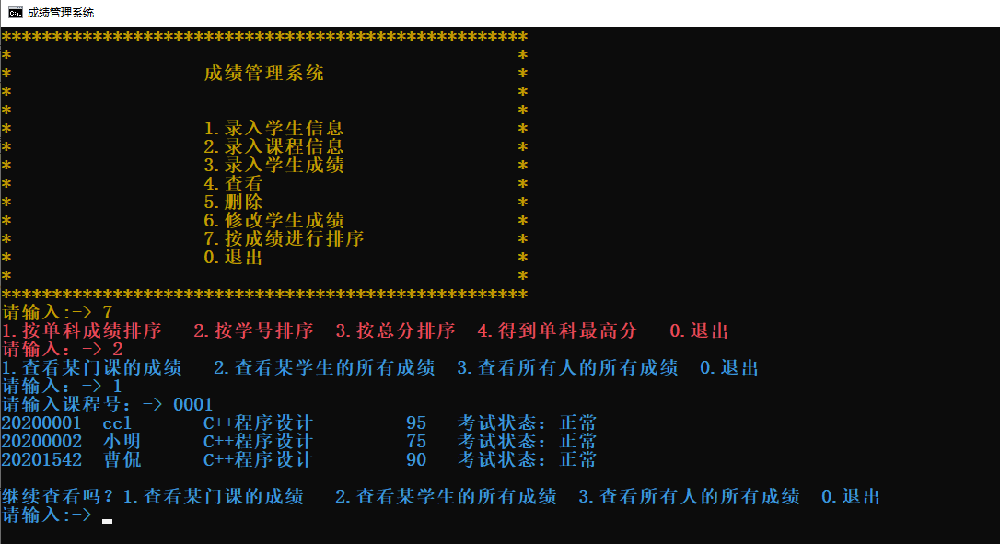 成绩管理系统
****************************************************
* *
* 成绩管理系统 *
* *
* *
* 1.录入学生信息 *
* 2.录入课程信息 *
* 3.录入学生成绩 *
* 4.查看 *
* 5.删除 *
* 6.修改学生成绩 *
* 7.按成绩进行排序 *
* 0.退出 *
* *
****************************************************
请输入:-> 7
1.按单科成绩排序 2.按学号排序 3.按总分排序 4.得到单科最高分 0.退出
请输入：-> 2
1.查看某门课的成绩 2.查看某学生的所有成绩 3.查看所有人的所有成绩 0.退出
请输入：-> 1
请输入课程号：-> 0001
20200001 ccl C++程序设计 95 考试状态：正常
20200002 小明 C++程序设计 75 考试状态：正常
20201542 曹侃 C++程序设计 90 考试状态：正常
继续查看吗？1.查看某门课的成绩 2.查看某学生的所有成绩 3.查看所有人的所有成绩 0.退出
请输入:->